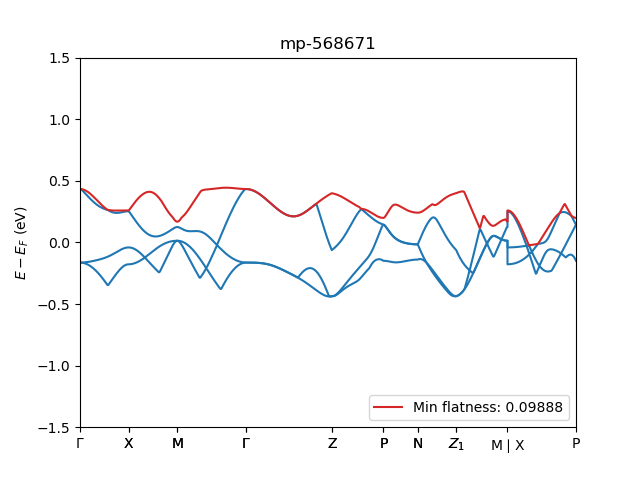 mp-568671
E − E_F (eV)
1.5
1.0
0.5
0.0
−0.5
−1.0
−1.5
Min flatness: 0.09888
Γ X M Γ Z P N Z₁ M | X P